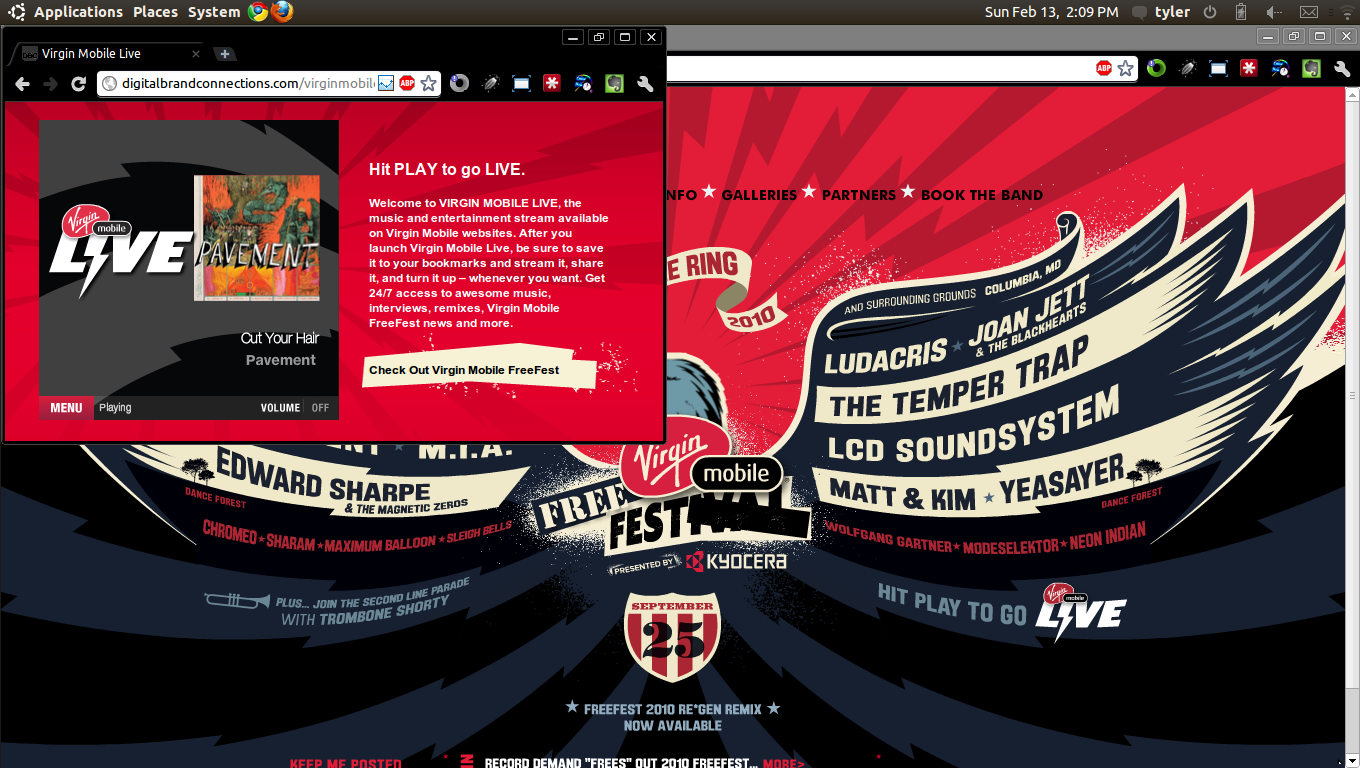 Applications Places System
Sun Feb 13, 2:09 PM tyler
Virgin Mobile Live
digitalbrandconnections.com/virginmobil
ABP
ABP
Hit PLAY to go LIVE.
Welcome to VIRGIN MOBILE LIVE, the
music and entertainment stream available
on Virgin Mobile websites. After you
launch Virgin Mobile Live, be sure to save
it to your bookmarks and stream it, share
it, and turn it up – whenever you want. Get
24/7 access to awesome music,
interviews, remixes, Virgin Mobile
FreeFest news and more.
Check Out Virgin Mobile FreeFest
Virgin mobile
LIVE
PAVEMENT
Cut Your Hair
Pavement
MENU Playing VOLUME OFF
NFO ★ GALLERIES ★ PARTNERS ★ BOOK THE BAND
E RING
2010
AND SURROUNDING GROUNDS COLUMBIA, MD
LUDACRIS ★ JOAN JETT
& THE BLACKHEARTS
THE TEMPER TRAP
LCD SOUNDSYSTEM
MATT & KIM ★ YEASAYER
DANCE FOREST
WOLFGANG GARTNER ★ MODESELEKTOR ★ NEON INDIAN
NT ★ M.I.A.
EDWARD SHARPE
& THE MAGNETIC ZEROS
DANCE FOREST
CHROMEO ★ SHARAM ★ MAXIMUM BALLOON ★ SLEIGH BELLS
Virgin mobile
FREE
FESTIVAL
PRESENTED BY KYOCERA
PLUS... JOIN THE SECOND LINE PARADE
WITH TROMBONE SHORTY
HIT PLAY TO GO Virgin mobile LIVE
SEPTEMBER
25
★ FREEFEST 2010 RE*GEN REMIX ★
NOW AVAILABLE
KEEP ME POSTED
RECORD DEMAND "FREES" OUT 2010 FREEFEST... MORE>